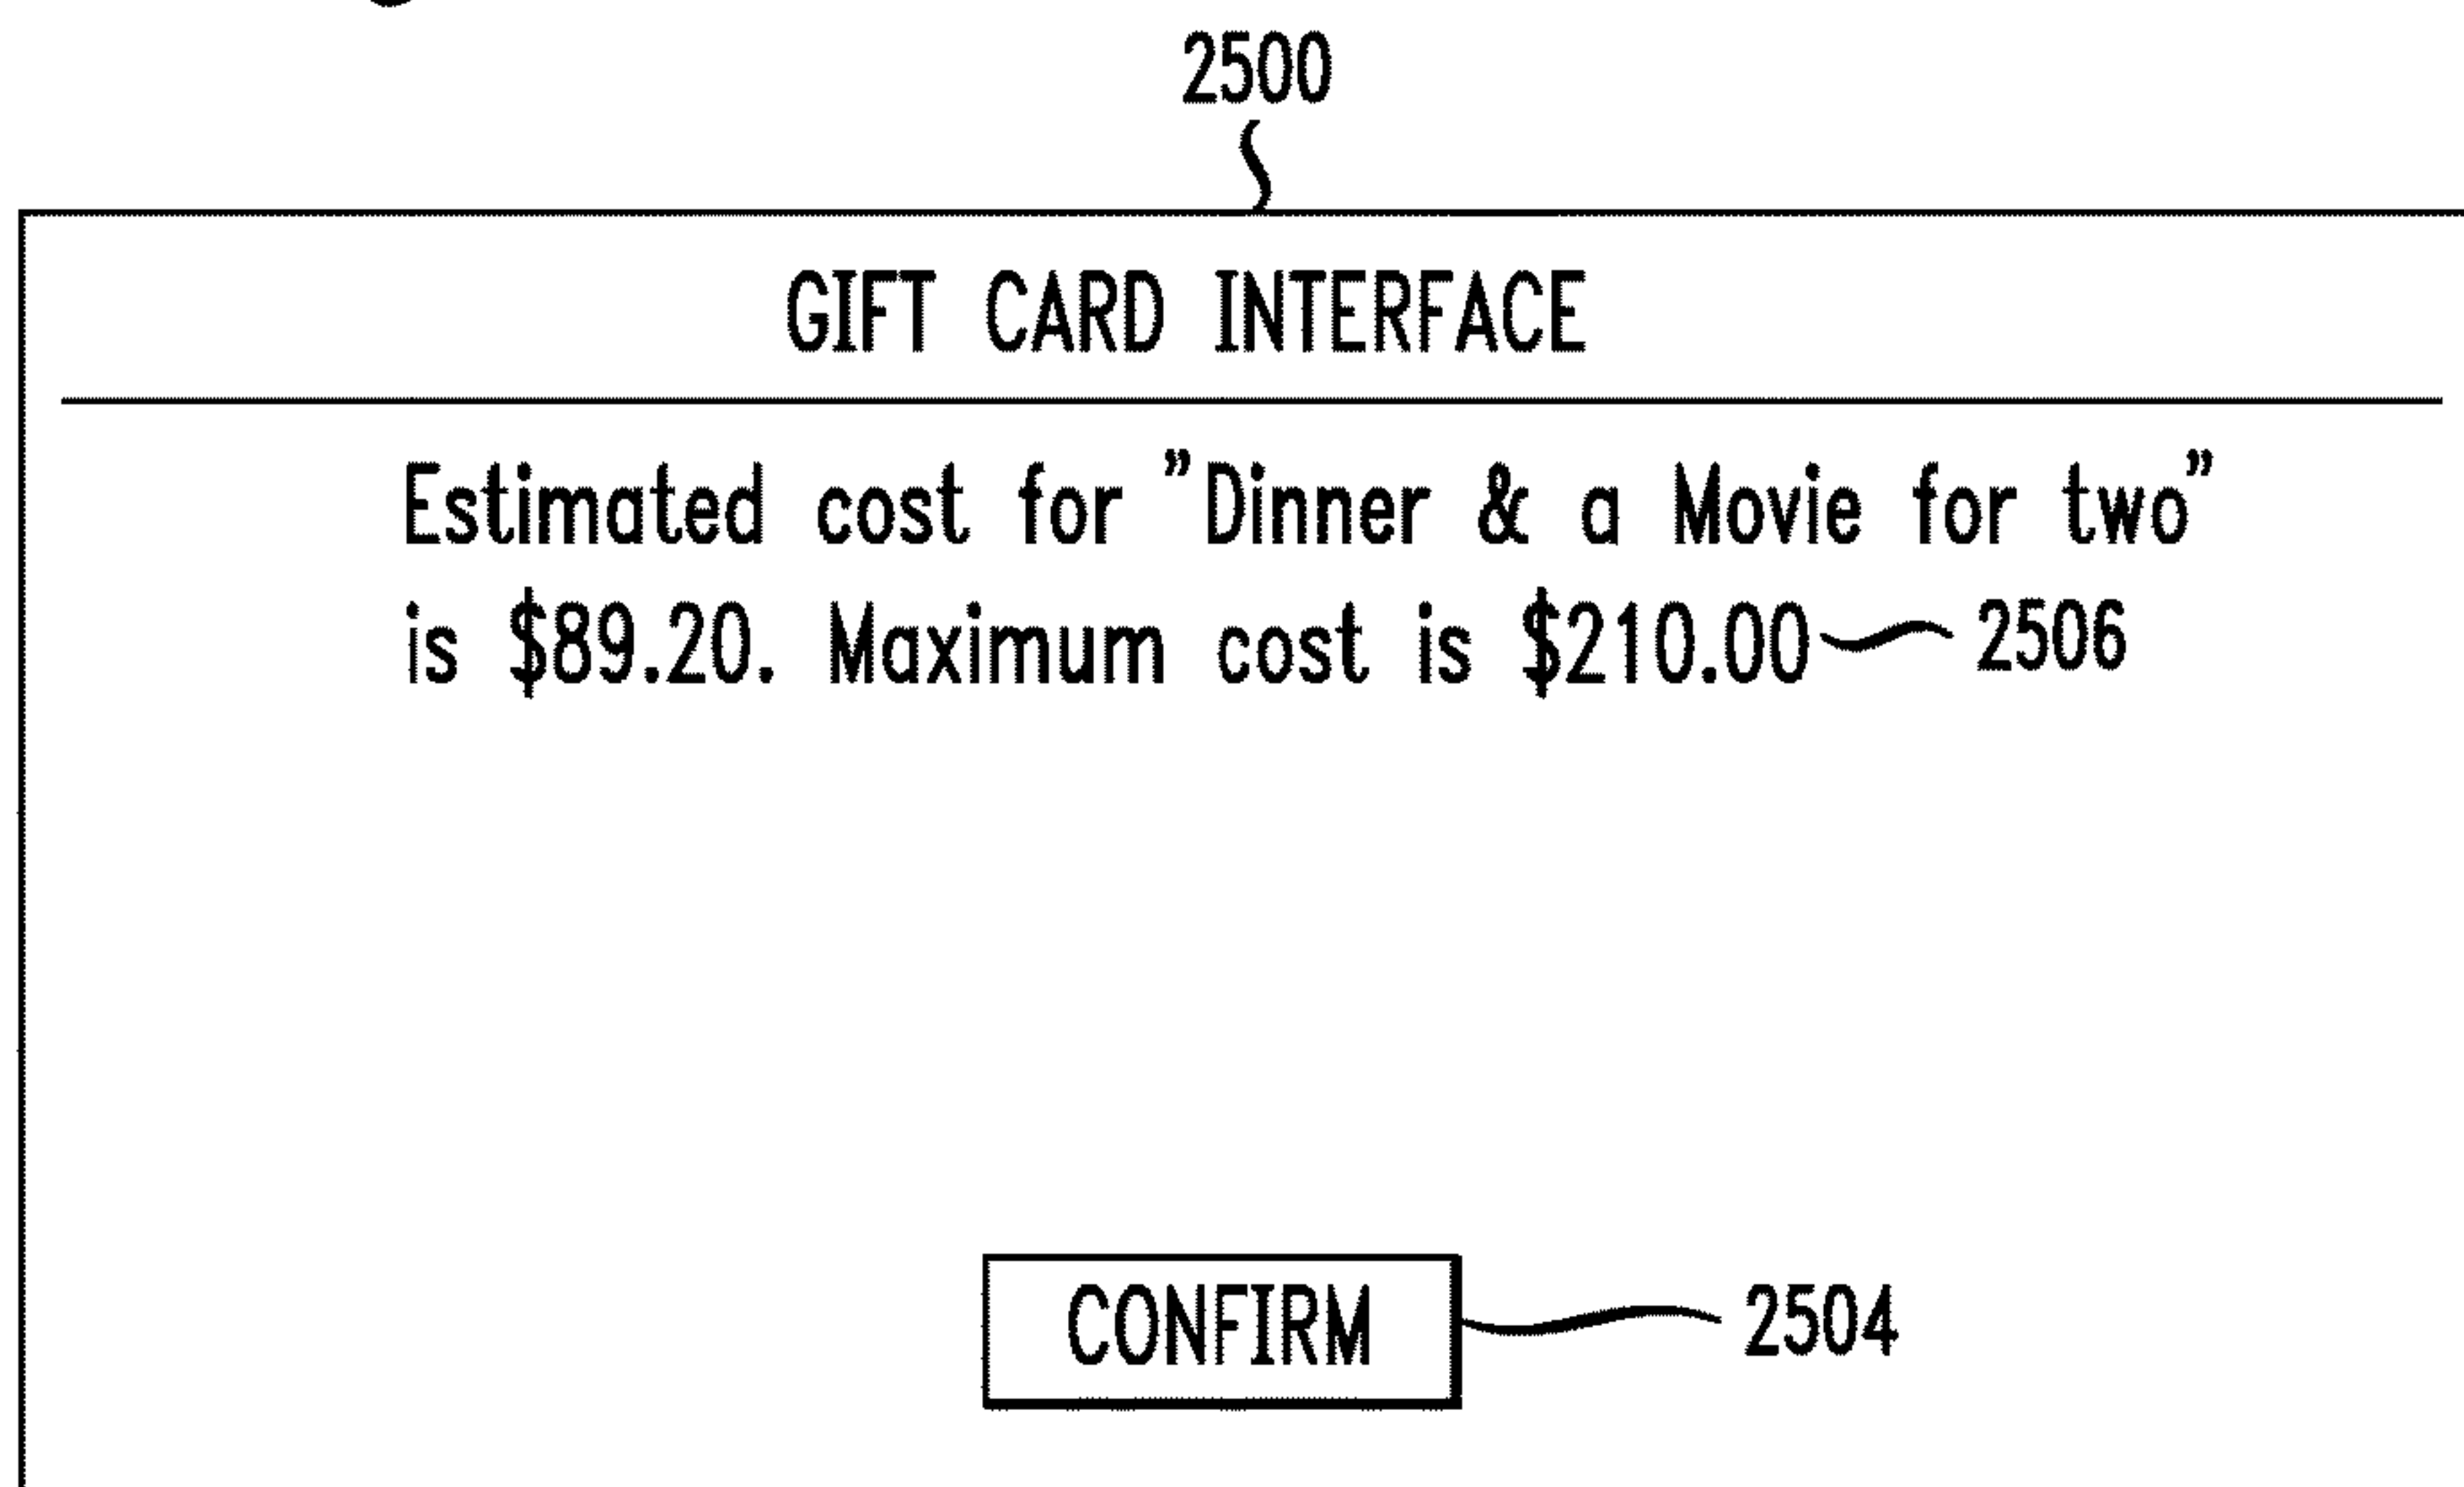 2500
GIFT CARD INTERFACE
Estimated cost for ”Dinner & a Movie for two”
is $89.20. Maximum cost is $210.00 2506
CONFIRM 2504